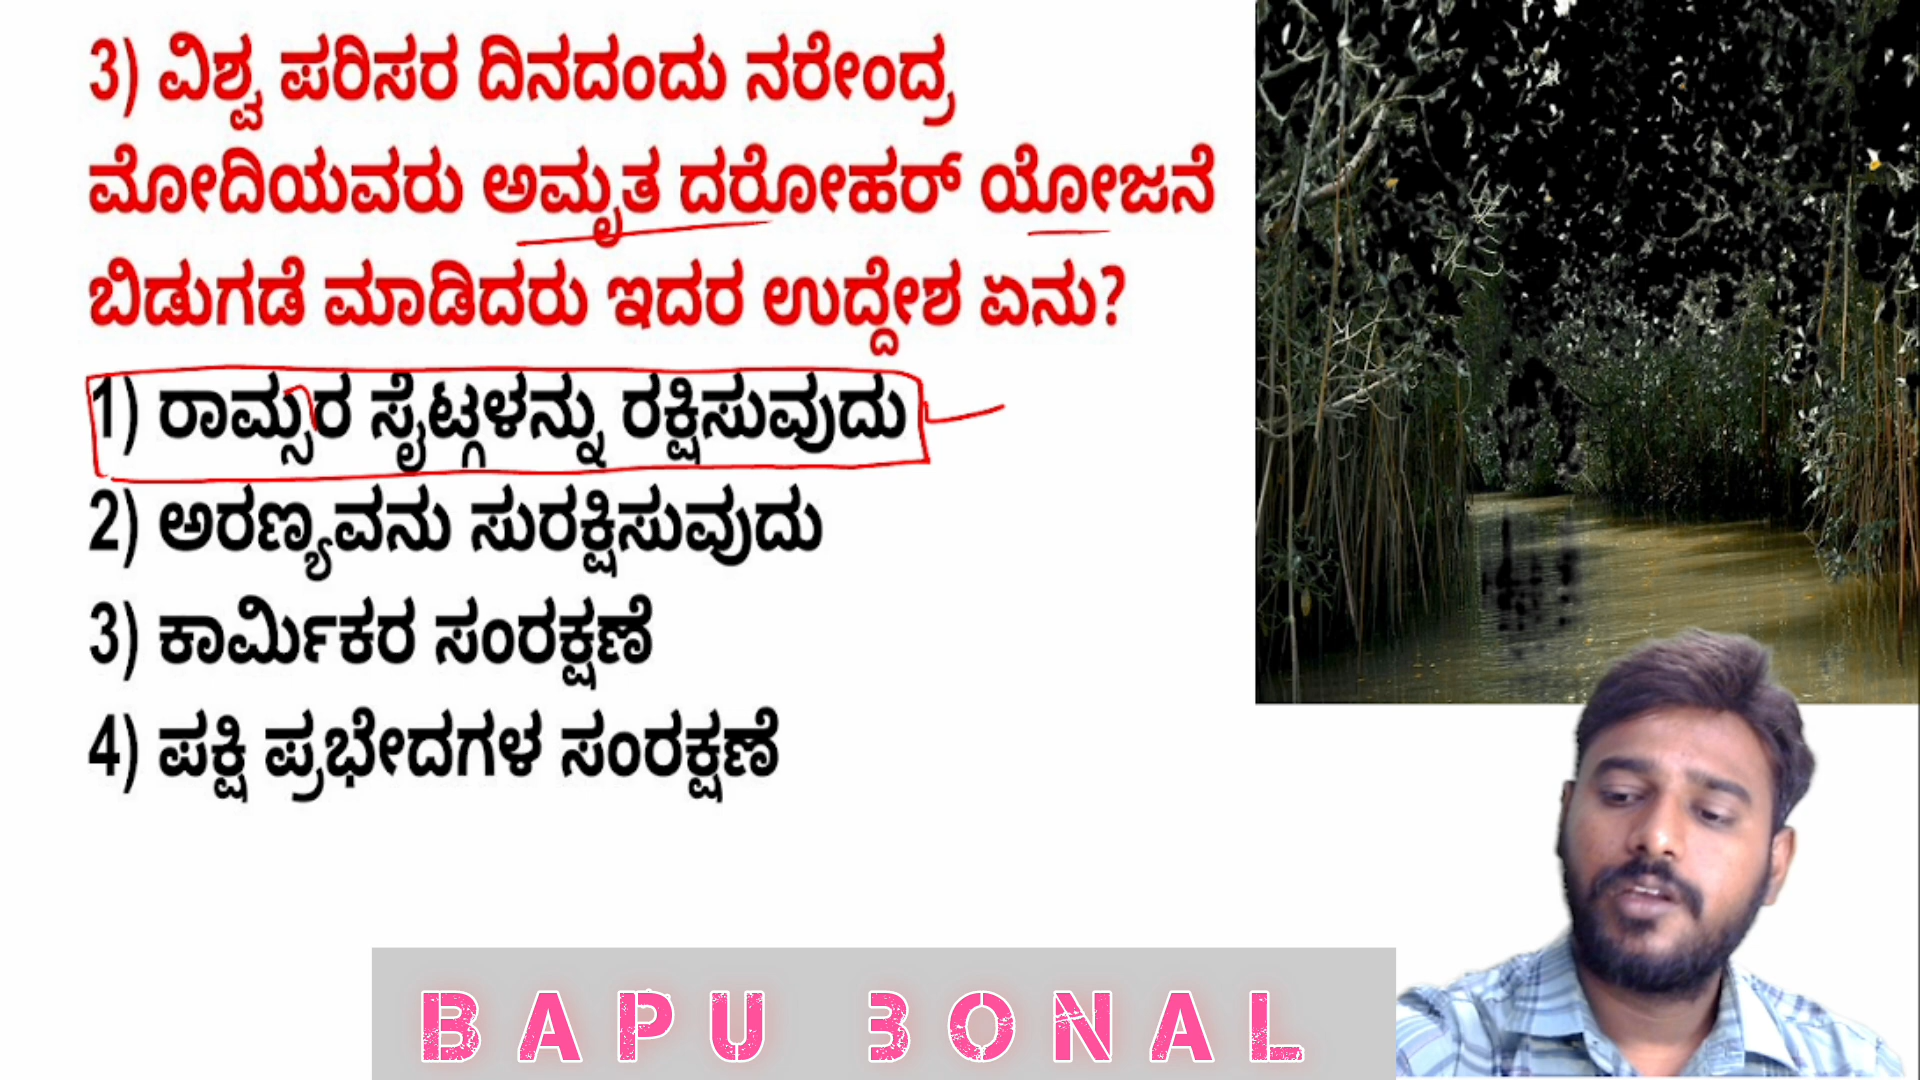 3) ವಿಶ್ವ ಪರಿಸರ ದಿನದಂದು ನರೇಂದ್ರ
ಮೋದಿಯವರು ಅಮೃತ ದರೋಹರ್ ಯೋಜನೆ
ಬಿಡುಗಡೆ ಮಾಡಿದರು ಇದರ ಉದ್ದೇಶ ಏನು?
1) ರಾಮ್ಸರ ಸೈಟ್ಗಳನ್ನು ರಕ್ಷಿಸುವುದು
2) ಅರಣ್ಯವನು ಸುರಕ್ಷಿಸುವುದು
3) ಕಾರ್ಮಿಕರ ಸಂರಕ್ಷಣೆ
4) ಪಕ್ಷಿ ಪ್ರಭೇದಗಳ ಸಂರಕ್ಷಣೆ
BAPU BONAL